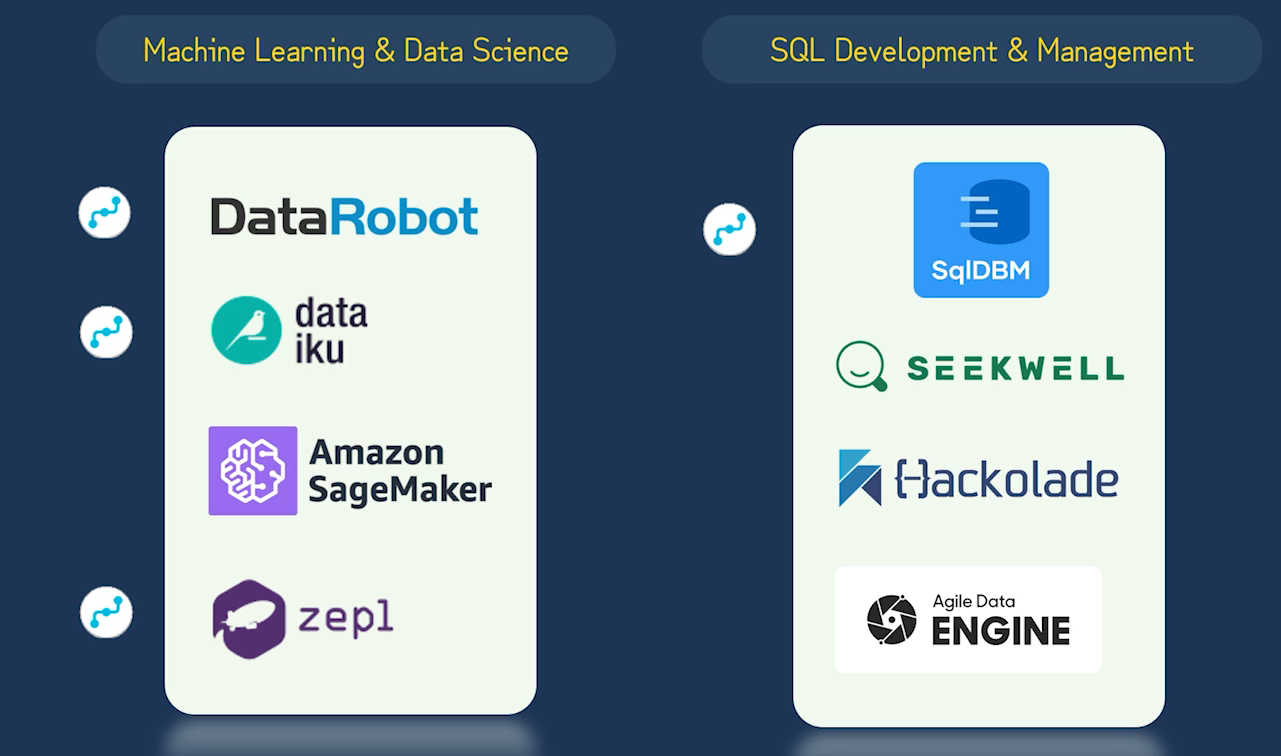 Machine Learning & Data Science
DataRobot
data
iku
Amazon
SageMaker
zepl
SQL Development & Management
SqlDBM
SEEKWELL
Hackolade
Agile Data
ENGINE